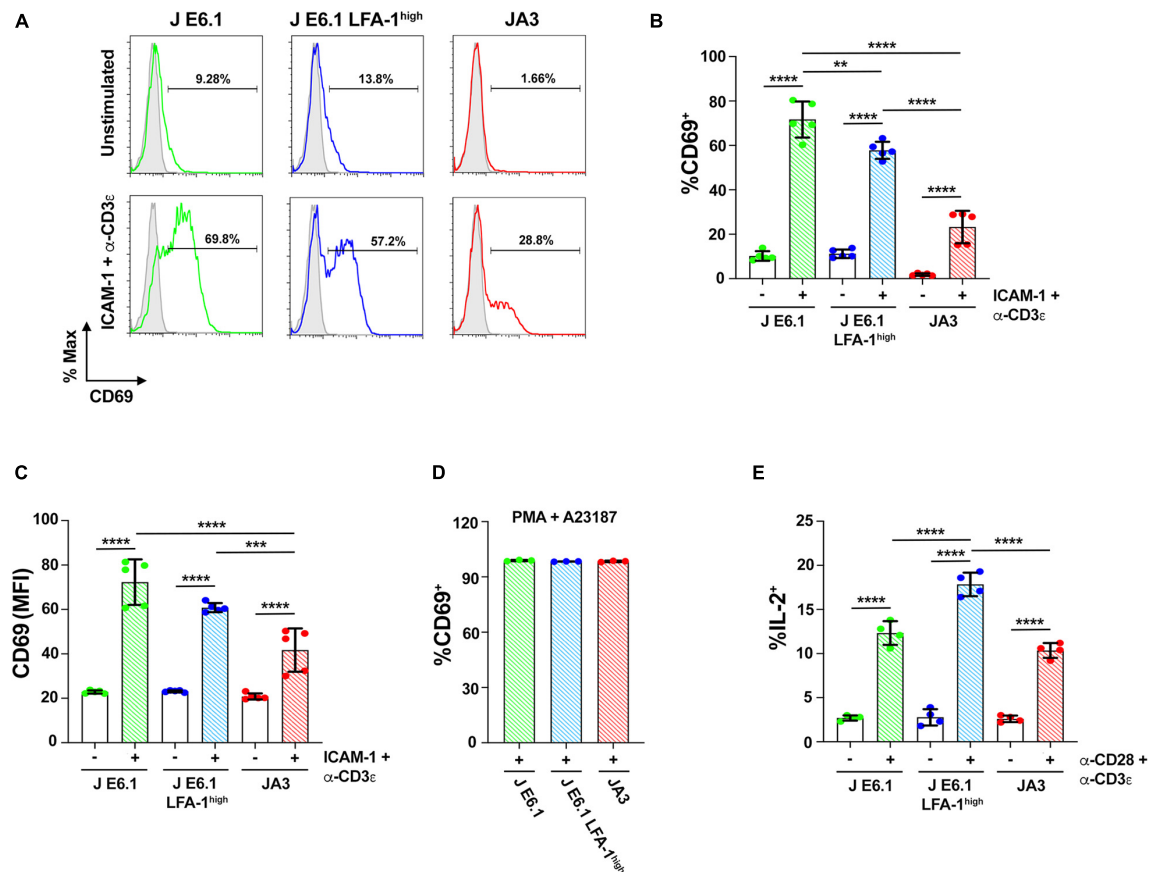 A
J E6.1
J E6.1 LFA-1high
JA3
Unstimulated
9.28%
13.8%
1.66%
ICAM-1 + α-CD3ε
69.8%
57.2%
28.8%
% Max
CD69
B
%CD69+
100
80
60
40
20
0
****
****
**
****
****
****
- + - + - +
ICAM-1 +
α-CD3ε
J E6.1
J E6.1
LFA-1high
JA3
C
CD69 (MFI)
100
80
60
40
20
0
****
****
***
****
****
- + - + - +
ICAM-1 +
α-CD3ε
J E6.1
J E6.1
LFA-1high
JA3
D
PMA + A23187
%CD69+
120
90
60
30
0
+ + +
J E6.1
J E6.1 LFA-1high
JA3
E
%IL-2+
25
20
15
10
5
0
****
****
****
****
****
- + - + - +
α-CD28 +
α-CD3ε
J E6.1
J E6.1
LFA-1high
JA3